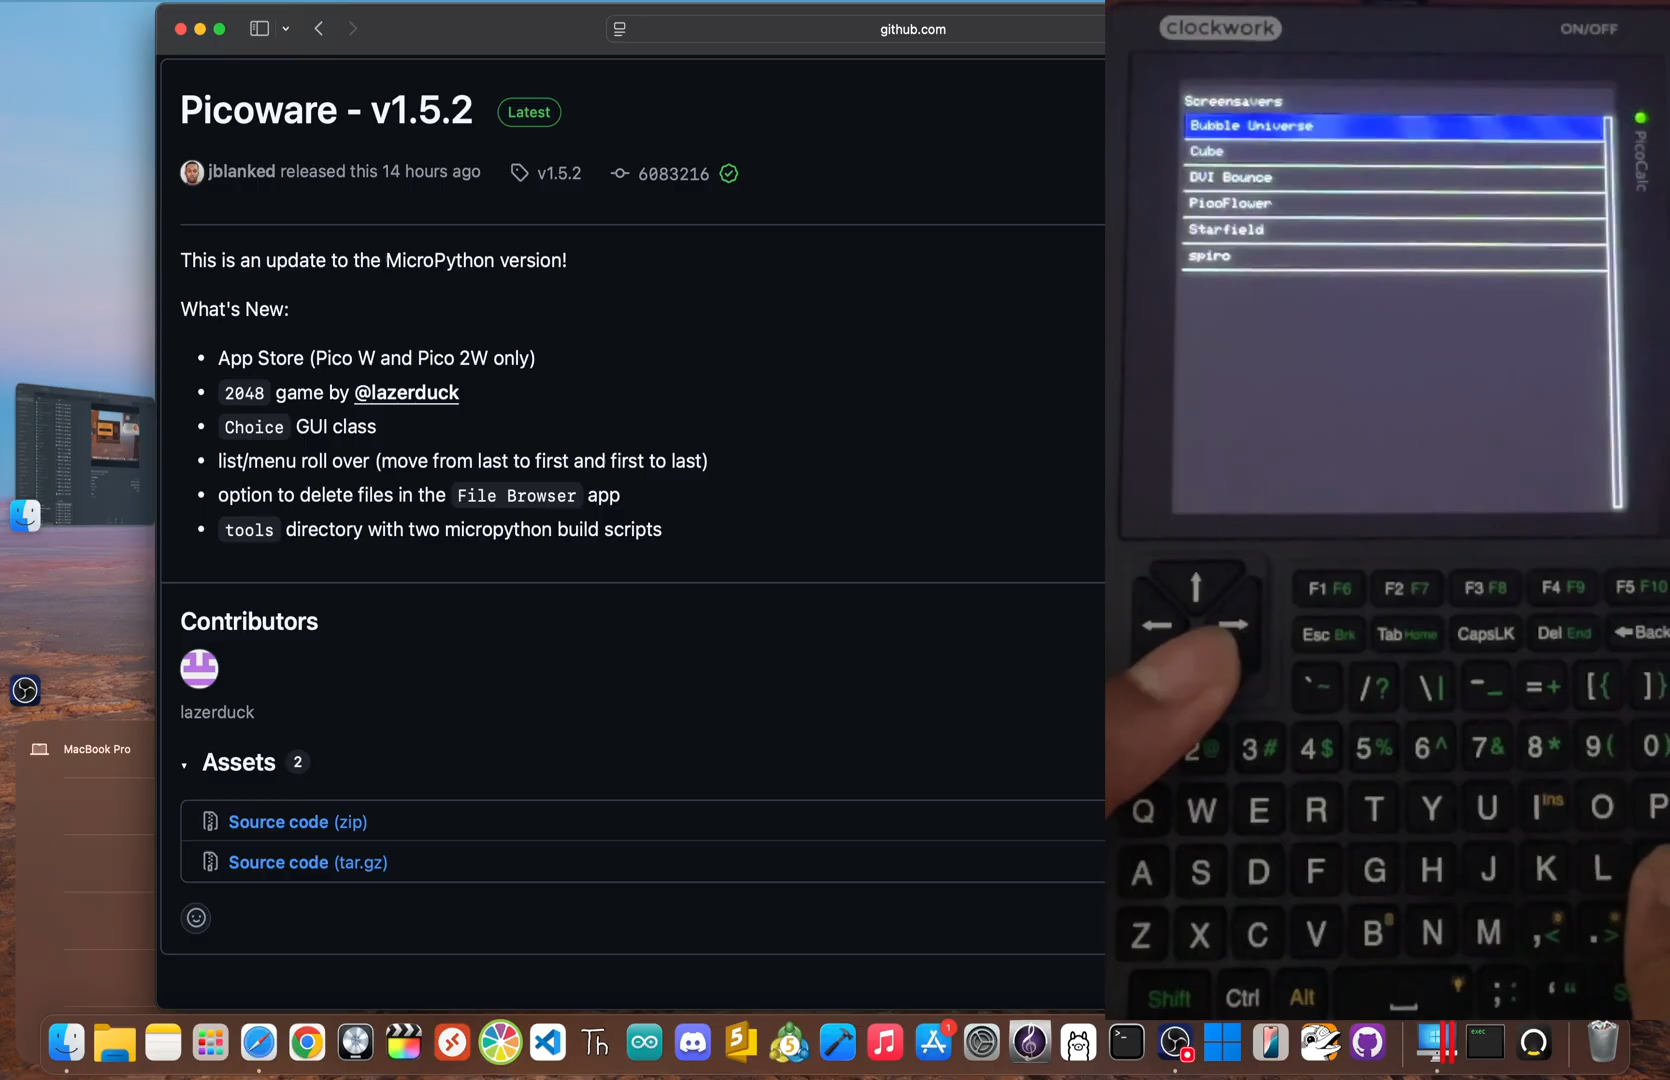 github.com
Picoware - v1.5.2 Latest
jblanked released this 14 hours ago v1.5.2 6083216
This is an update to the MicroPython version!
What's New:
• App Store (Pico W and Pico 2W only)
• 2048 game by @lazerduck
• Choice GUI class
• list/menu roll over (move from last to first and first to last)
• option to delete files in the File Browser app
• tools directory with two micropython build scripts
Contributors
lazerduck
Assets 2
Source code (zip)
Source code (tar.gz)
MacBook Pro
clockwork ON/OFF
PicoCalc
Screensavers
Bubble Universe
Cube
DVI Bounce
PicoFlower
Starfield
spiro
F1 F6 F2 F7 F3 F8 F4 F9 F5 F10
Esc Brk Tab Home CapsLK Del End Back
`~ /? \| -_ =+ [{ ]}
2@ 3# 4$ 5% 6^ 7& 8* 9( 0)
Q W E R T Y U I ins O P
A S D F G H J K L
Z X C V B N M ,< .>
Shift Ctrl Alt ;:
Th
5
1
exec